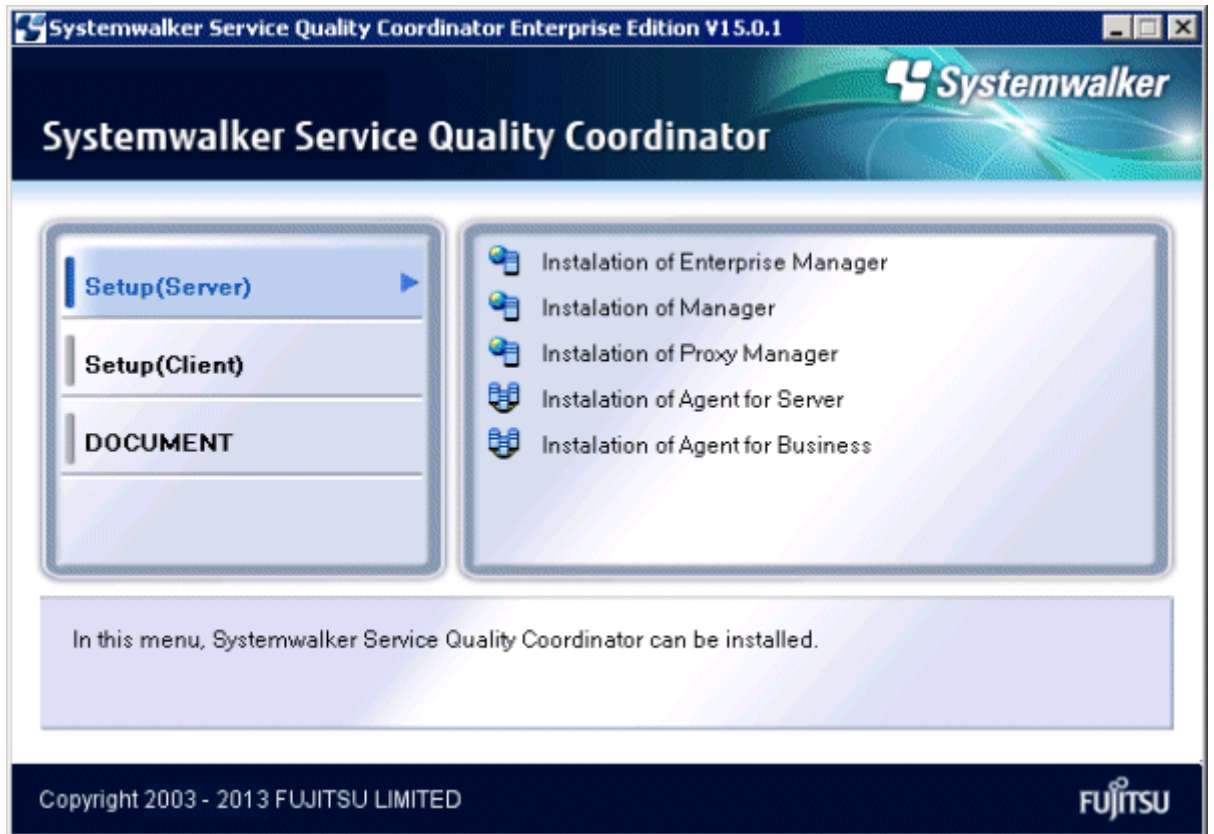 Systemwalker Service Quality Coordinator Enterprise Edition V15.0.1
Systemwalker
Systemwalker Service Quality Coordinator
Setup(Server)
Setup(Client)
DOCUMENT
Instalation of Enterprise Manager
Instalation of Manager
Instalation of Proxy Manager
Instalation of Agent for Server
Instalation of Agent for Business
In this menu, Systemwalker Service Quality Coordinator can be installed.
Copyright 2003 - 2013 FUJITSU LIMITED
FUJITSU